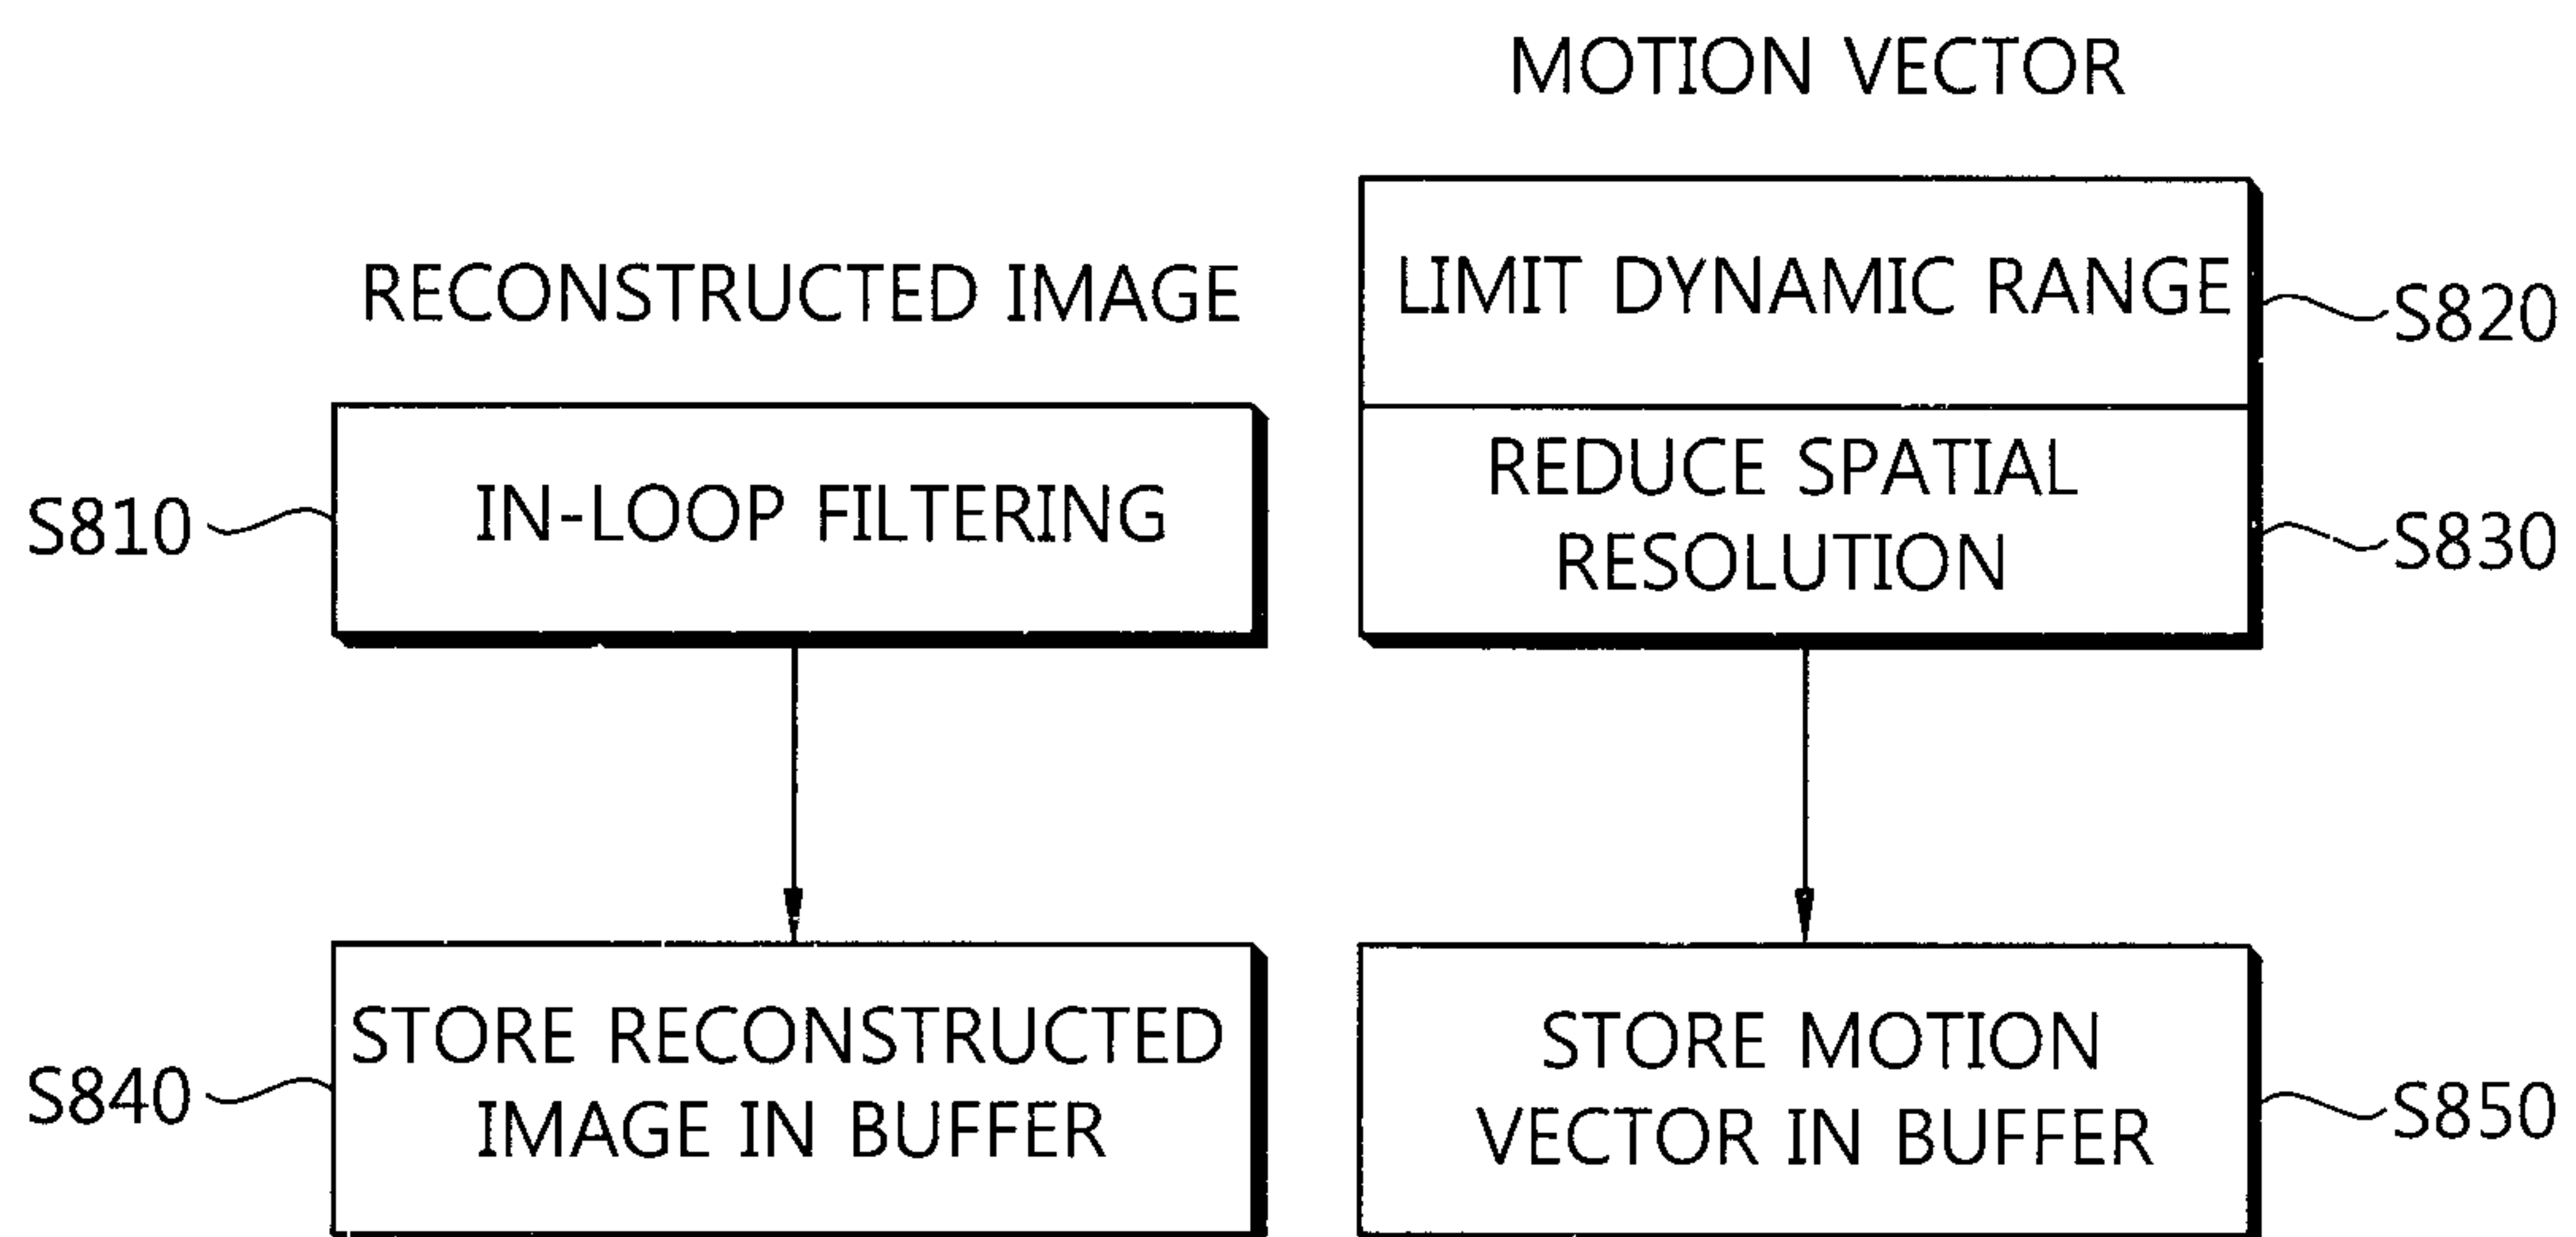 MOTION VECTOR
LIMIT DYNAMIC RANGE
S820
RECONSTRUCTED IMAGE
REDUCE SPATIAL
RESOLUTION
S830
S810
IN-LOOP FILTERING
S840
STORE RECONSTRUCTED
IMAGE IN BUFFER
STORE MOTION
VECTOR IN BUFFER
S850